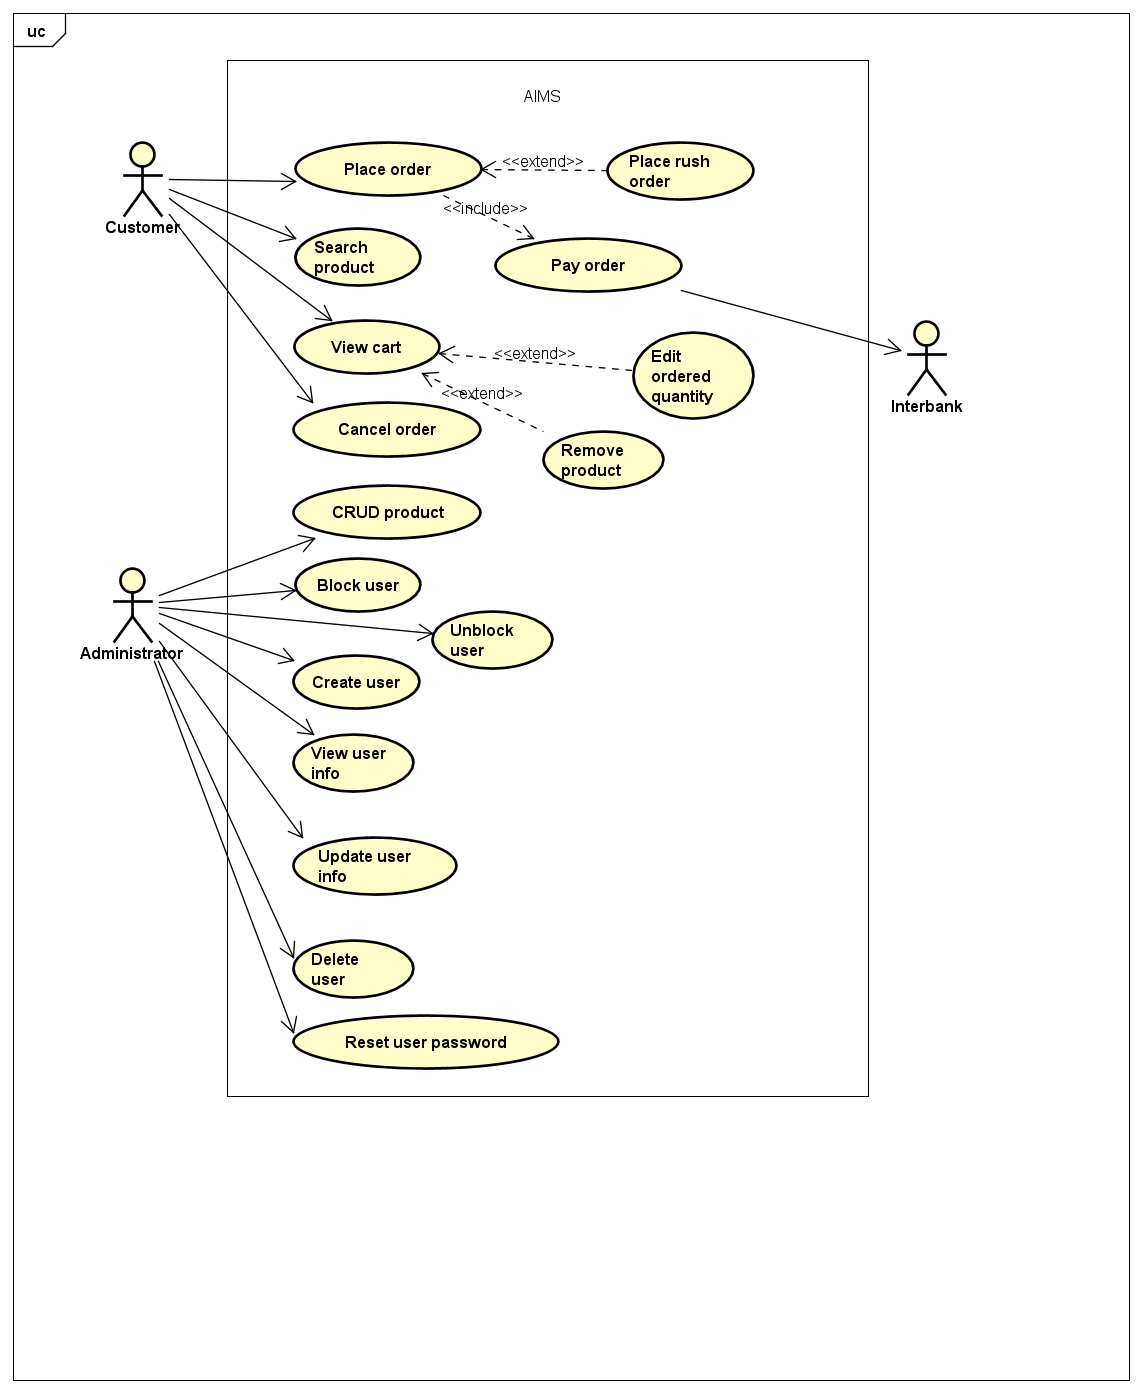 uc
AIMS
Place order
<<extend>>
Place rush
order
<<include>>
Customer
Search
product
Pay order
View cart
<<extend>>
Edit
ordered
quantity
<<extend>>
Interbank
Cancel order
Remove
product
CRUD product
Block user
Unblock
user
Administrator
Create user
View user
info
Update user
info
Delete
user
Reset user password